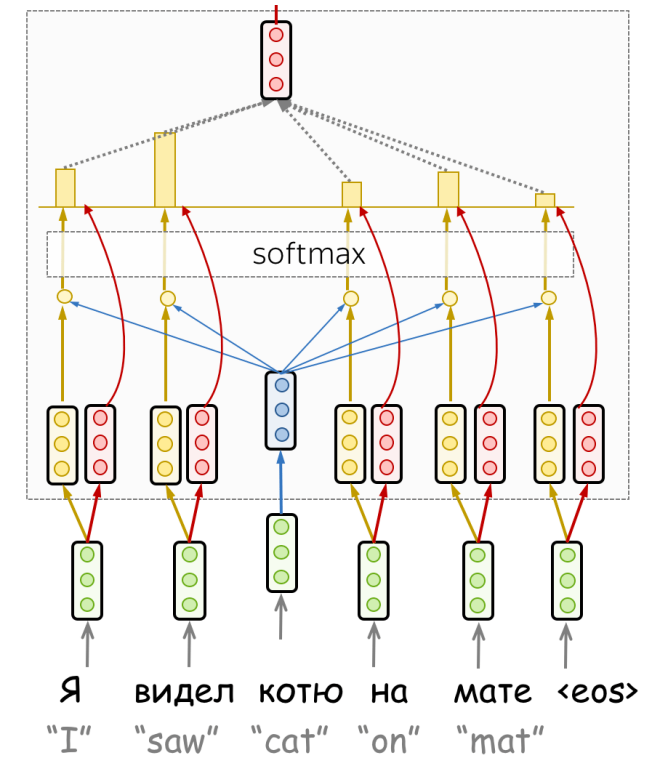 softmax
Я видел котю на мате <eos>
“I” “saw” “cat” “on” “mat”